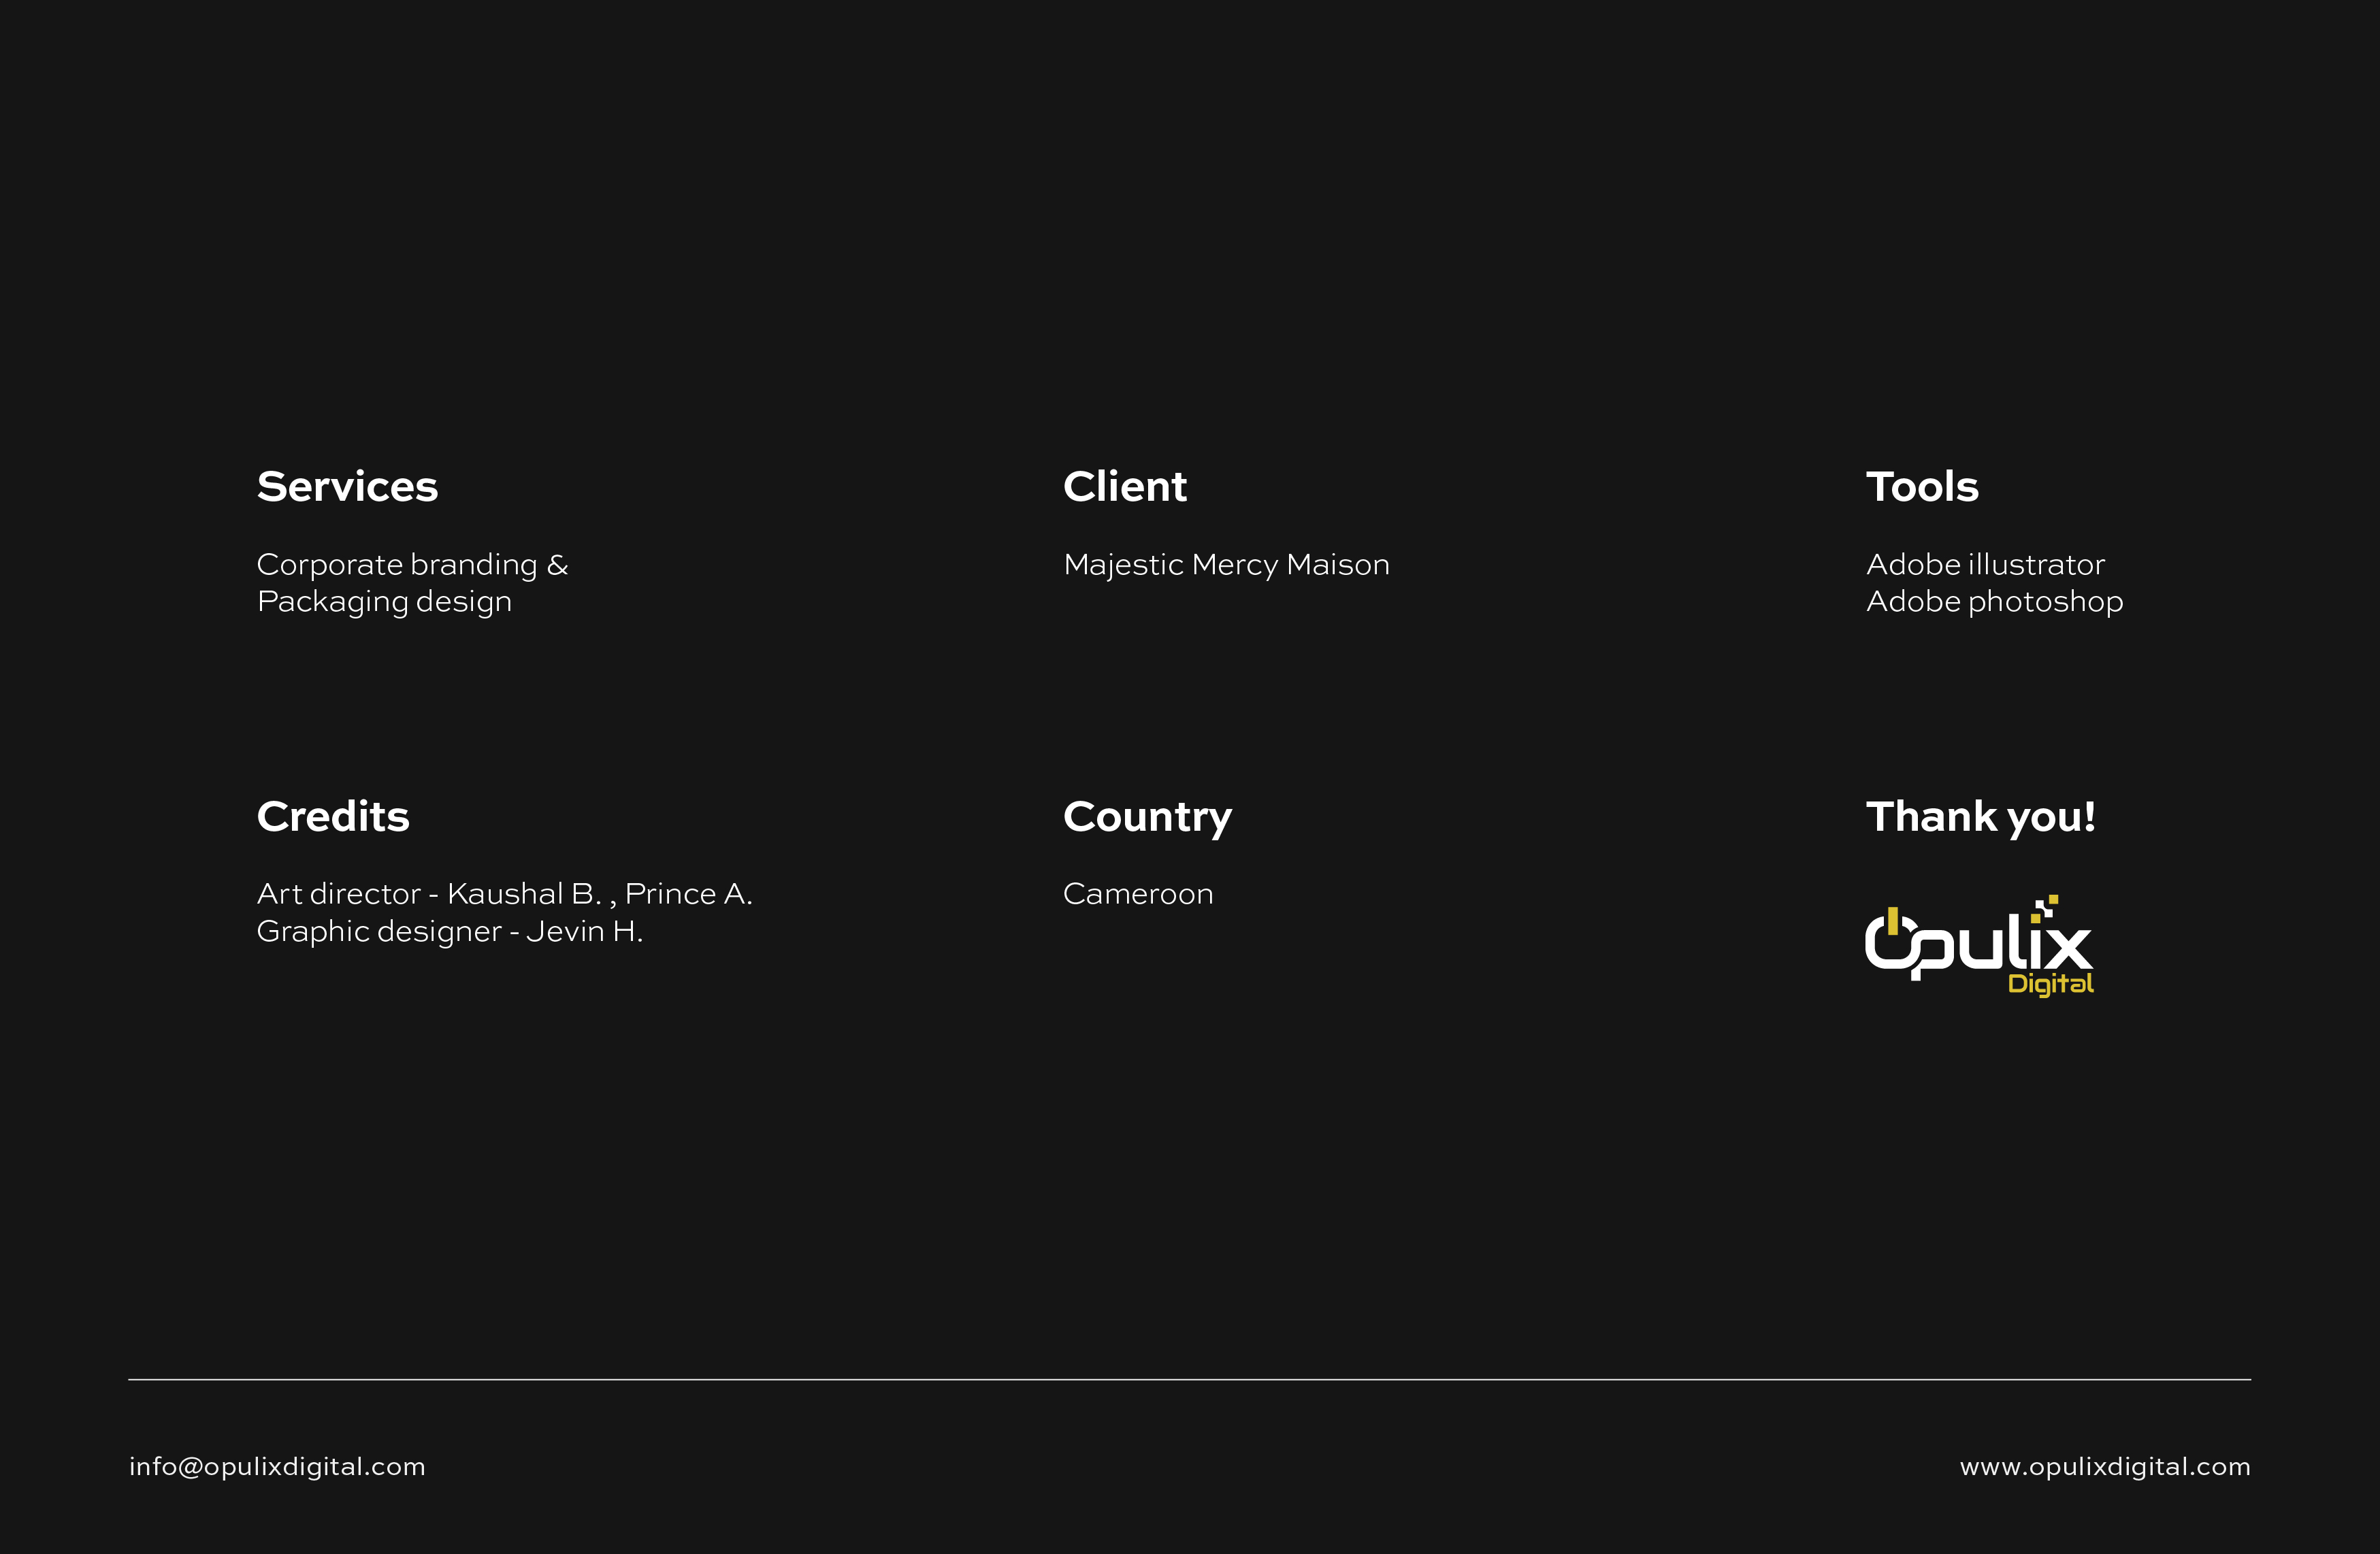 Services
Corporate branding &
Packaging design
Client
Majestic Mercy Maison
Tools
Adobe illustrator
Adobe photoshop
Credits
Art director - Kaushal B. , Prince A.
Graphic designer - Jevin H.
Country
Cameroon
Thank you!
Opulix
Digital
info@opulixdigital.com
www.opulixdigital.com